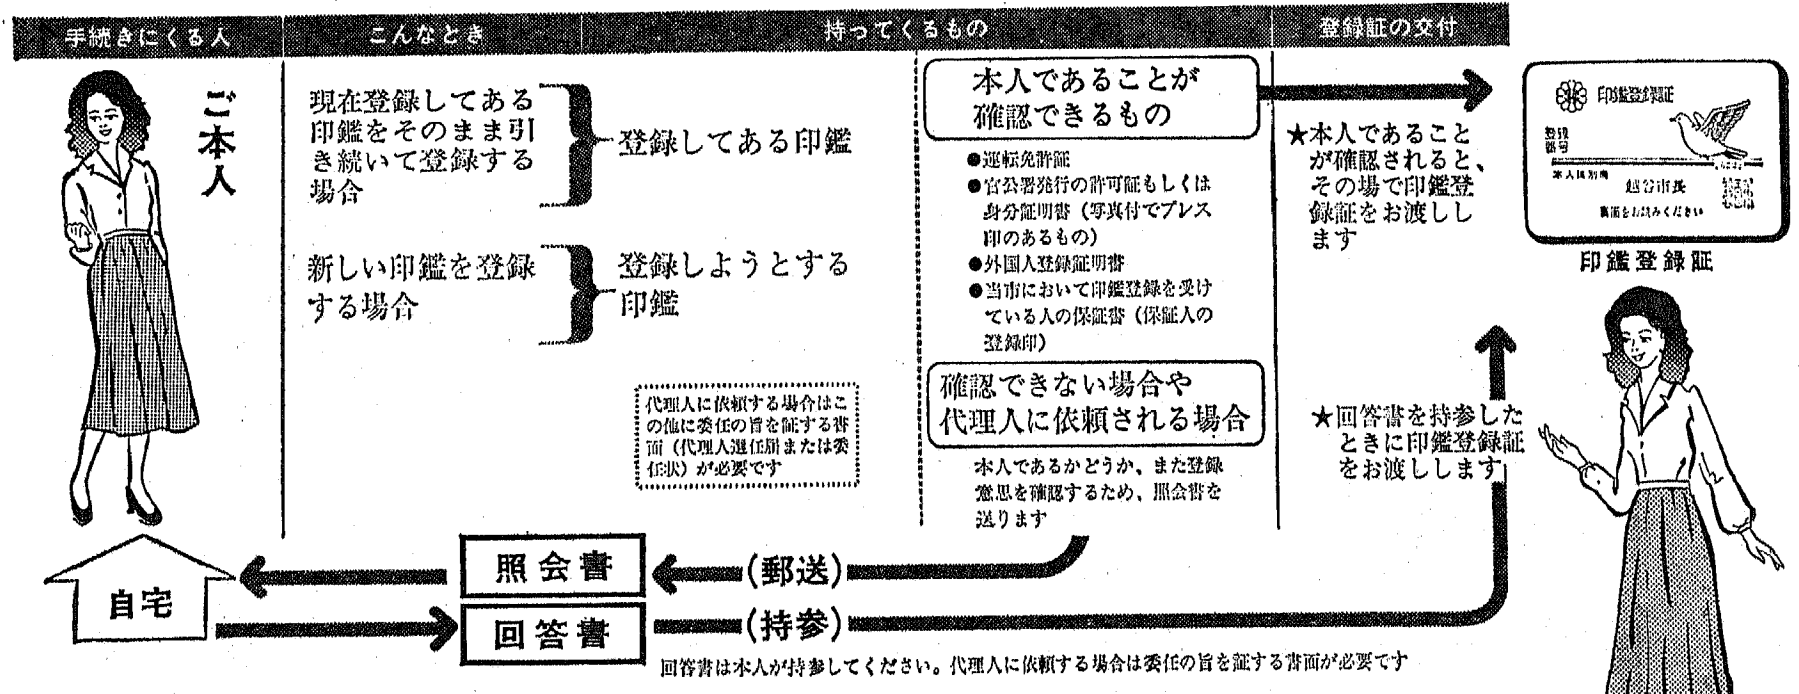 手続きにくる人
こんなとき
持ってくるもの
登録証の交付
ご本人
現在登録してある
印鑑をそのまま引
き続いて登録する
場合
登録してある印鑑
新しい印鑑を登録
する場合
登録しようとする
印鑑
代理人に依頼する場合はこ
の他に委任の旨を証する書
面（代理人選任届または委
任状）が必要です
本人であることが
確認できるもの
●運転免許証
●官公署発行の許可証もしくは
身分証明書（写真付でプレス
印のあるもの）
●外国人登録証明書
●当市において印鑑登録を受け
ている人の保証書（保証人の
登録印）
確認できない場合や
代理人に依頼される場合
本人であるかどうか、また登録
意思を確認するため、照会書を
送ります
★本人であること
が確認されると、
その場で印鑑登
録証をお渡しし
ます
★回答書を持参した
ときに印鑑登録証
をお渡しします
印鑑登録証
登録
番号
本人識別用
越谷市長
裏面をお読みください
印鑑登録証
自宅
照会書
（郵送）
回答書
（持参）
回答書は本人が持参してください。代理人に依頼する場合は委任の旨を証する書面が必要です